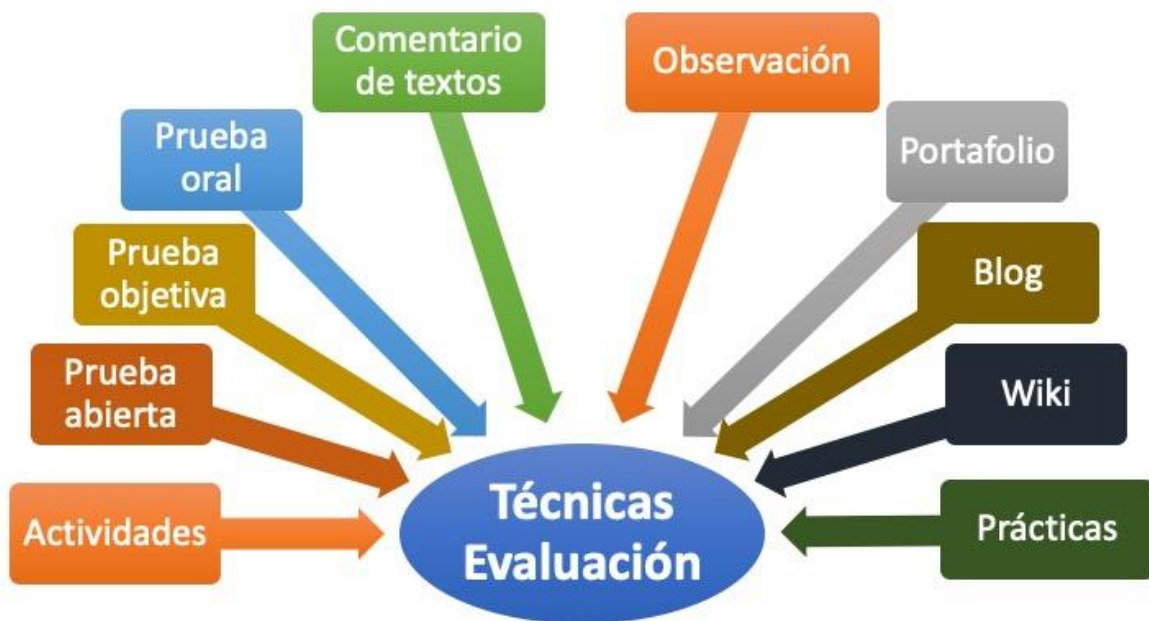 Comentario
de textos
Observación
Prueba
oral
Portafolio
Prueba
objetiva
Blog
Prueba
abierta
Wiki
Actividades
Técnicas
Evaluación
Prácticas